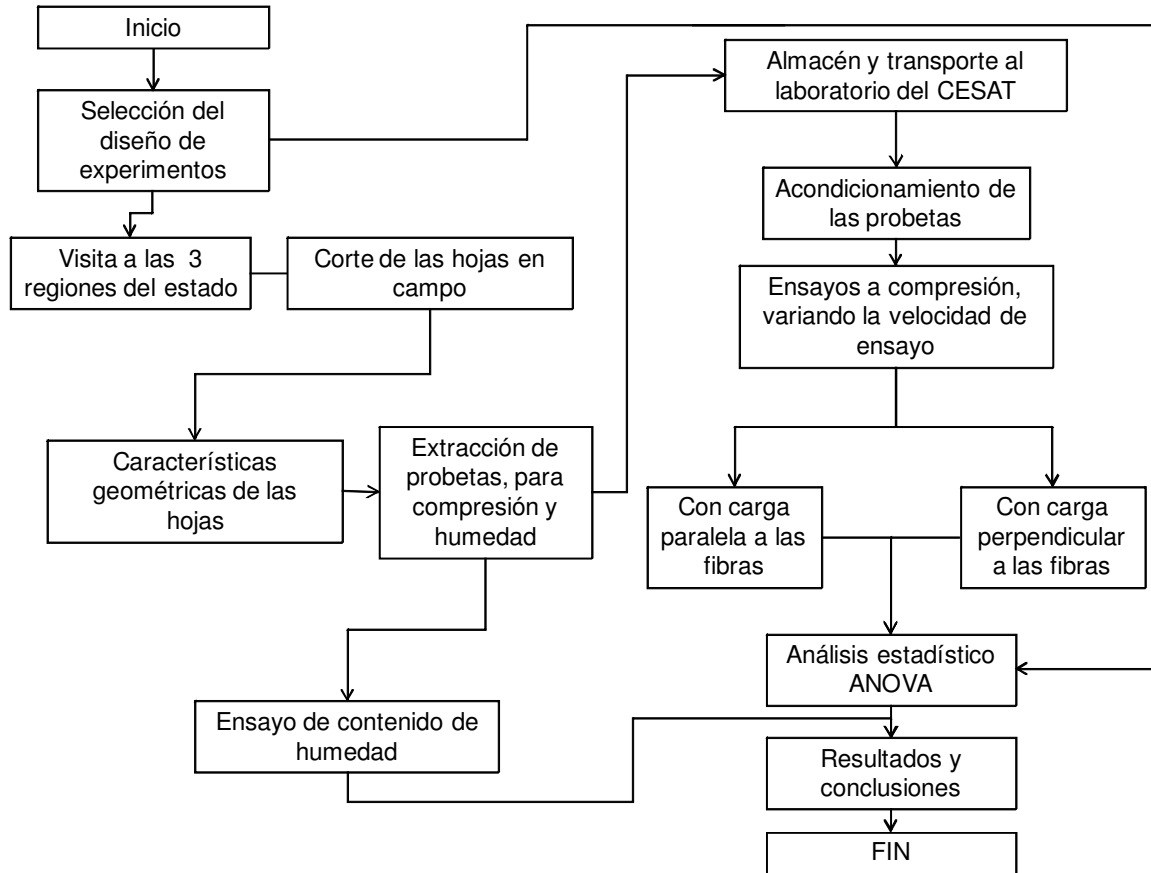 Inicio
Selección del
diseño de
experimentos
Visita a las 3
regiones del estado
Corte de las hojas en
campo
Características
geométricas de las
hojas
Extracción de
probetas, para
compresión y
humedad
Ensayo de contenido de
humedad
Almacén y transporte al
laboratorio del CESAT
Acondicionamiento de
las probetas
Ensayos a compresión,
variando la velocidad de
ensayo
Con carga
paralela a las
fibras
Con carga
perpendicular
a las fibras
Análisis estadístico
ANOVA
Resultados y
conclusiones
FIN